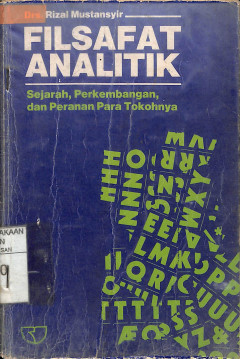 Drs. Rizal Mustansyir
FILSAFAT
ANALITIK
Sejarah, Perkembangan,
dan Peranan Para Tokohnya